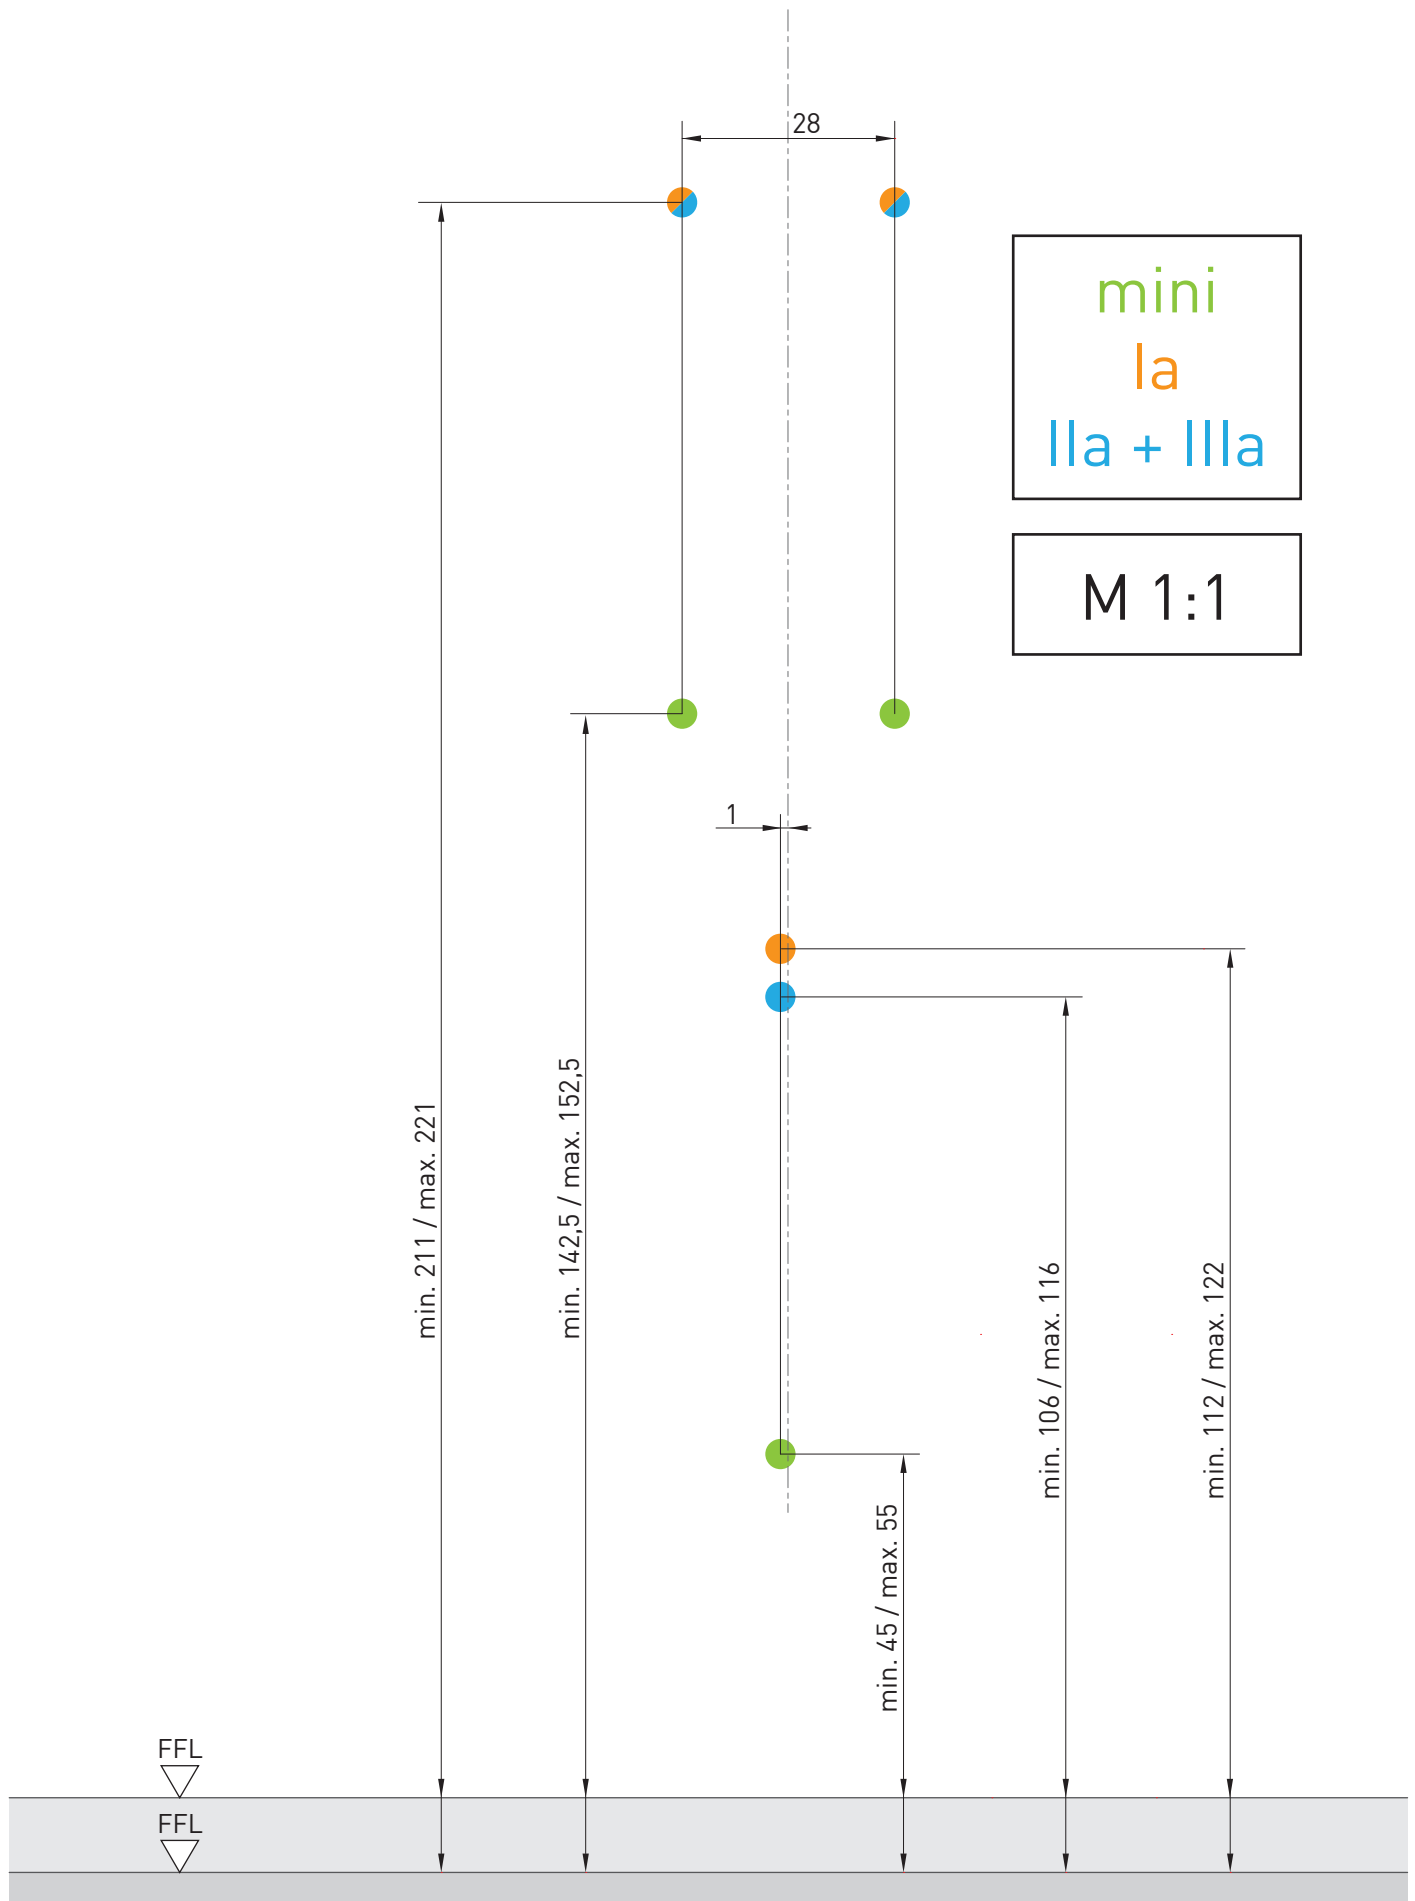 28
mini
Ia
IIa + IIIa
M 1:1
1
min. 211 / max. 221
min. 142,5 / max. 152,5
min. 106 / max. 116
min. 112 / max. 122
min. 45 / max. 55
FFL
FFL